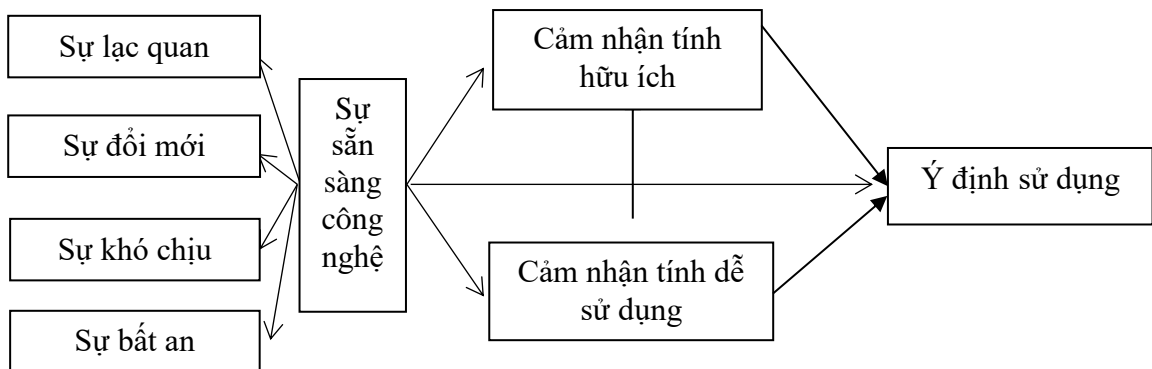 Sự lạc quan
Sự đổi mới
Sự khó chịu
Sự bất an
Sự
sẵn
sàng
công
nghệ
Cảm nhận tính
hữu ích
Cảm nhận tính dễ
sử dụng
Ý định sử dụng